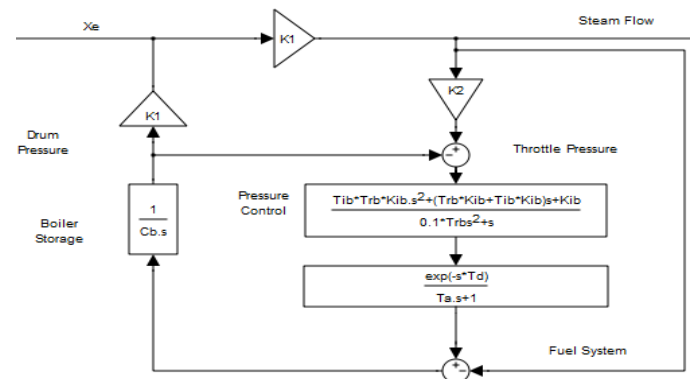 Xe
Steam Flow
K1
K1
K2
Drum
Pressure
Throttle Pressure
- -
Pressure
Control
Tib*Trb*Kib.s²+(Trb*Kib+Tib*Kib)s+Kib
0.1*Trbs²+s
1
Cb.s
Boiler
Storage
exp(-s*Td)
Ta.s+1
Fuel System
+ -